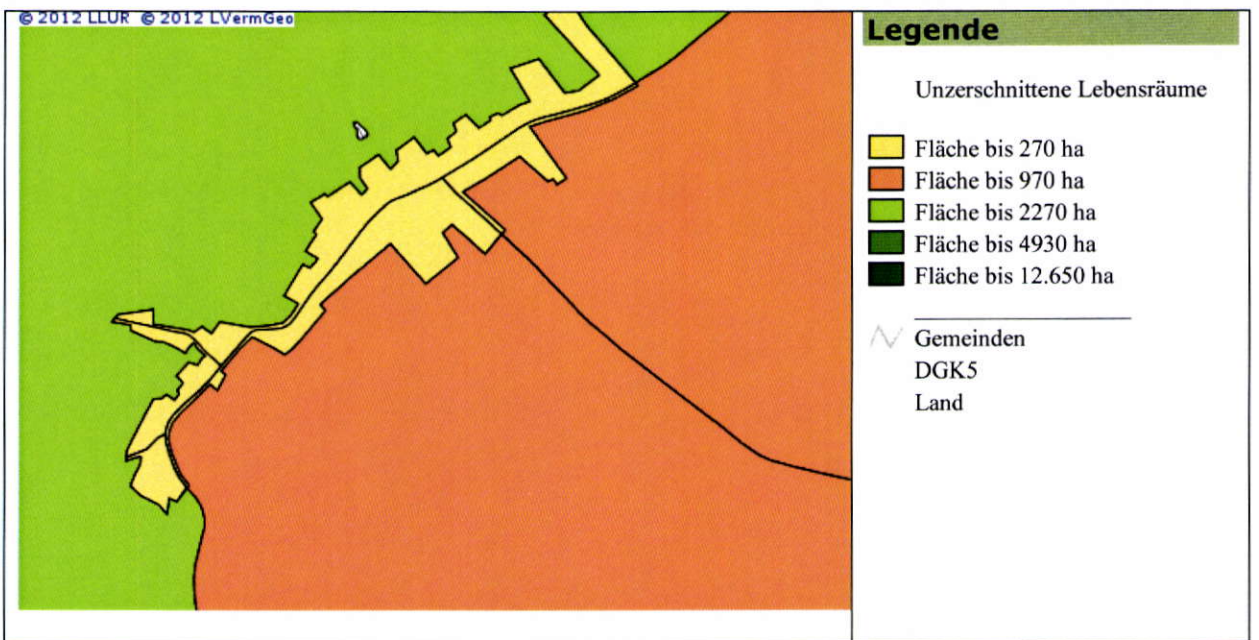 © 2012 LLUR © 2012 LVermGeo
Legende
Unzerschnittene Lebensräume
Fläche bis 270 ha
Fläche bis 970 ha
Fläche bis 2270 ha
Fläche bis 4930 ha
Fläche bis 12.650 ha
Gemeinden
DGK5
Land